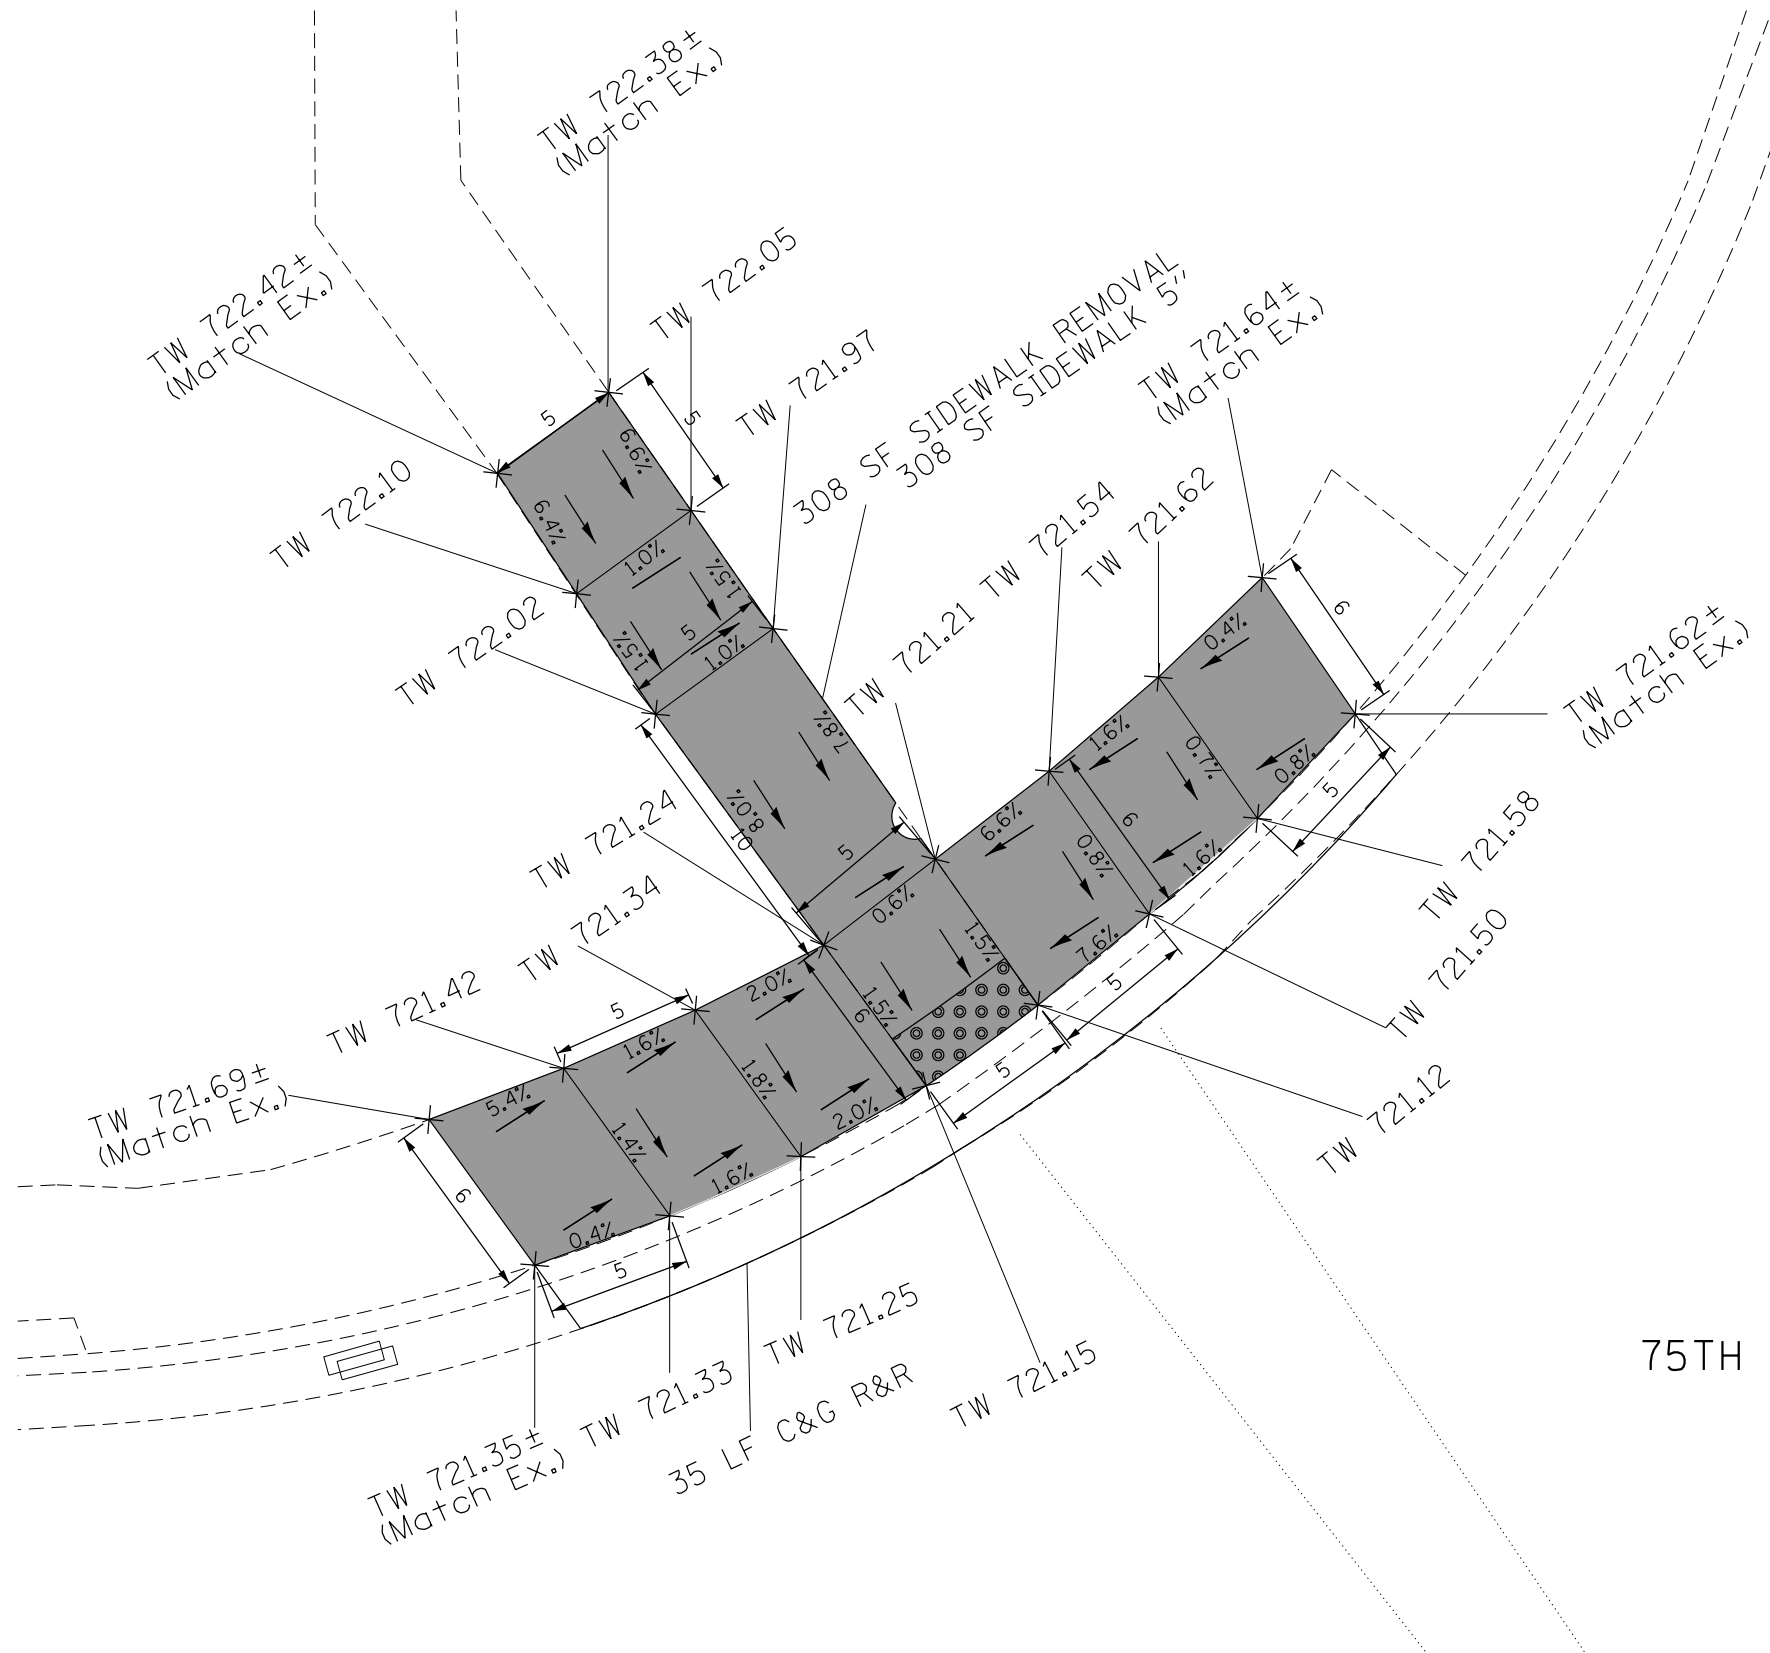 TW 722.38±
(Match Ex.)
TW 722.05
TW 722.42±
(Match Ex.)
TW 721.97
308 SF SIDEWALK REMOVAL
308 SF SIDEWALK 5"
TW 721.64±
(Match Ex.)
TW 722.10
TW 722.02
TW 721.54
TW 721.62
TW 721.21
TW 721.62±
(Match Ex.)
TW 721.24
TW 721.34
TW 721.42
TW 721.69±
(Match Ex.)
TW 721.58
TW 721.50
TW 721.12
TW 721.25
TW 721.33
TW 721.15
TW 721.35±
(Match Ex.)
35 LF C&G R&R
75TH
5
5
6.9%
6.4%
1.0%
1.5%
1.5%
5
1.0%
7.8%
8.0%
10
5
0.6%
1.5%
1.5%
6
0.4%
6
1.6%
0.7%
0.8%
5
6.6%
6
0.8%
1.6%
7.6%
5
5
2.0%
5
1.6%
1.8%
2.0%
5.4%
1.4%
1.6%
6
0.4%
5